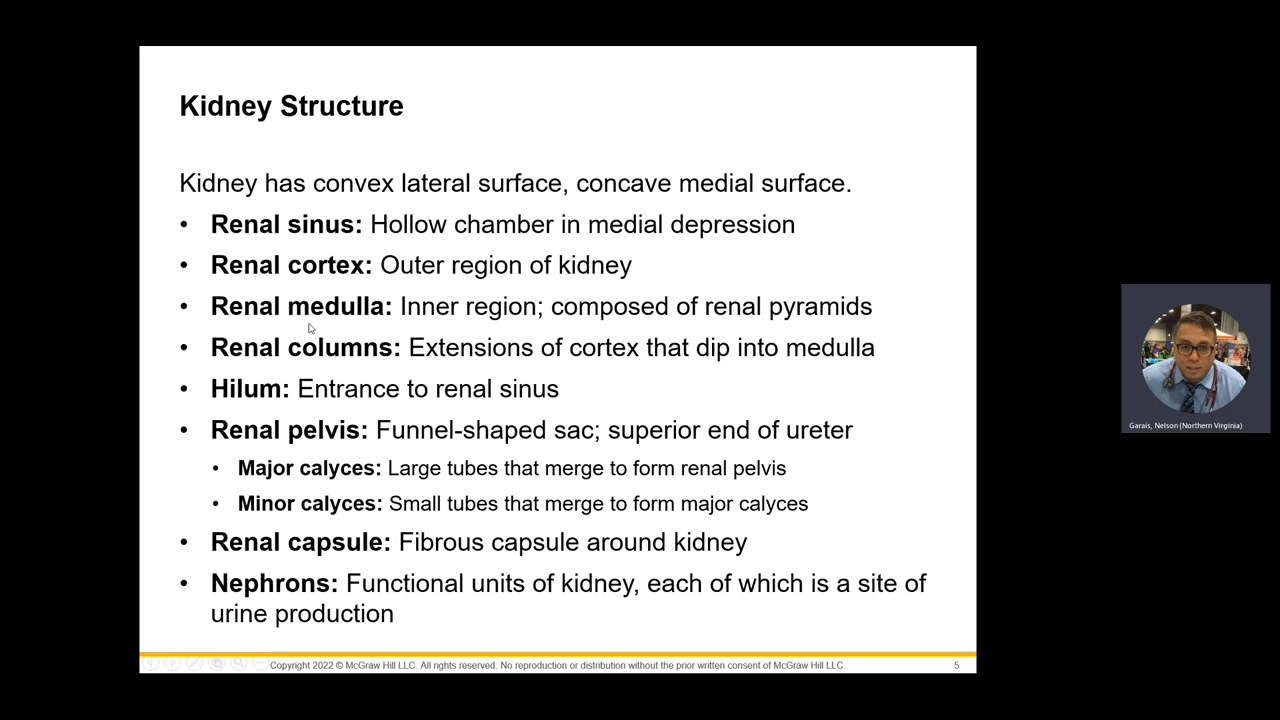 Kidney Structure
Kidney has convex lateral surface, concave medial surface.
• Renal sinus: Hollow chamber in medial depression
• Renal cortex: Outer region of kidney
• Renal medulla: Inner region; composed of renal pyramids
• Renal columns: Extensions of cortex that dip into medulla
• Hilum: Entrance to renal sinus
• Renal pelvis: Funnel-shaped sac; superior end of ureter
• Major calyces: Large tubes that merge to form renal pelvis
• Minor calyces: Small tubes that merge to form major calyces
• Renal capsule: Fibrous capsule around kidney
• Nephrons: Functional units of kidney, each of which is a site of
urine production
Copyright 2022 © McGraw Hill LLC. All rights reserved. No reproduction or distribution without the prior written consent of McGraw Hill LLC.
5
Garais, Nelson (Northern Virginia)